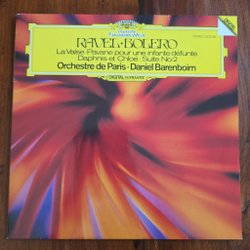 RAVEL·BOLERO
La Valse · Pavane pour une infante défunte
Daphnis et Chloé: Suite No.2
Orchestre de Paris · Daniel Barenboim
DIGITAL